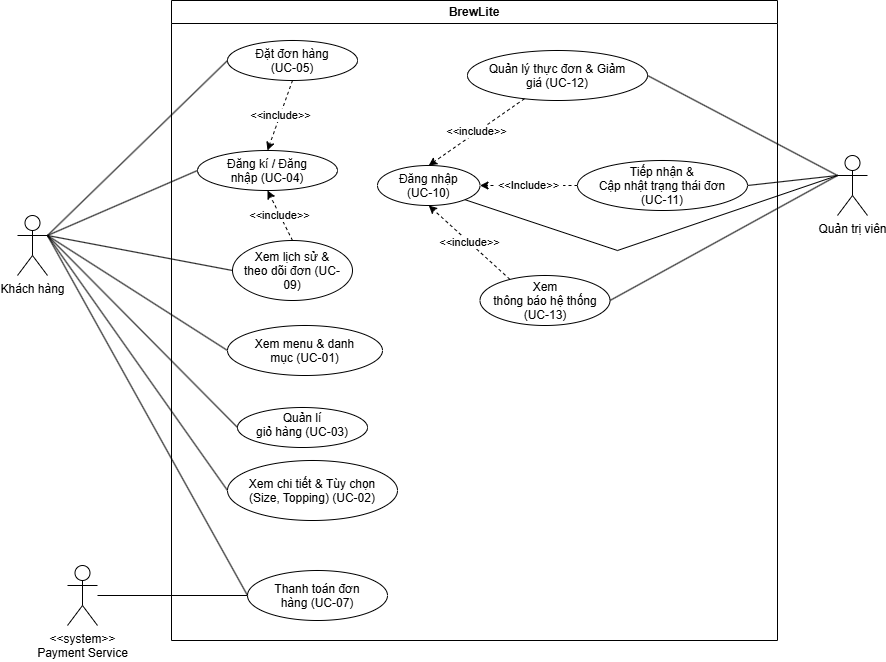 BrewLite
Đặt đơn hàng
(UC-05)
<<include>>
Đăng kí / Đăng
nhập (UC-04)
<<include>>
Xem lịch sử &
theo dõi đơn (UC-
09)
Xem menu & danh
mục (UC-01)
Quản lí
giỏ hàng (UC-03)
Xem chi tiết & Tùy chọn
(Size, Topping) (UC-02)
Thanh toán đơn
hàng (UC-07)
Khách hàng
<<system>>
Payment Service
Quản lý thực đơn & Giảm
giá (UC-12)
<<include>>
Đăng nhập
(UC-10)
<<Include>>
Tiếp nhận &
Cập nhật trạng thái đơn
(UC-11)
<<include>>
Xem
thông báo hệ thống
(UC-13)
Quản trị viên